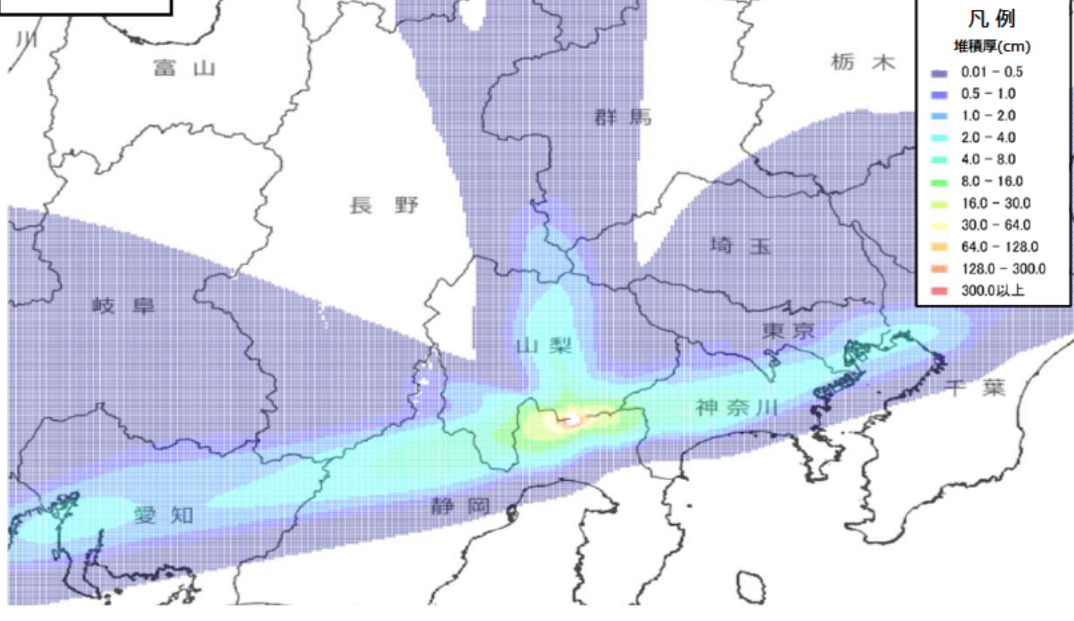 川
富山
長野
岐阜
群馬
栃木
埼玉
山梨
東京
神奈川
千葉
静岡
愛知
凡例
堆積厚(cm)
0.01 - 0.5
0.5 - 1.0
1.0 - 2.0
2.0 - 4.0
4.0 - 8.0
8.0 - 16.0
16.0 - 30.0
30.0 - 64.0
64.0 - 128.0
128.0 - 300.0
300.0以上